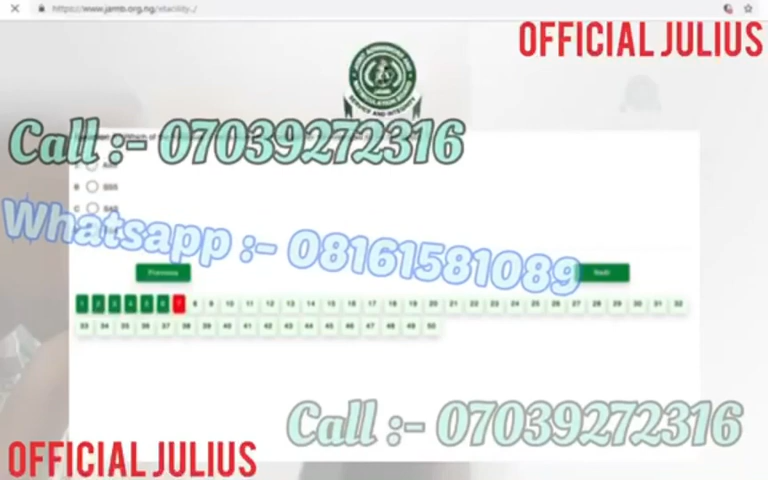 https://www.jamb.org.ng/efacility./
OFFICIAL JULIUS
Call :- 07039272316
B 555
C
Whatsapp :- 08161581089
Previous Next
1 2 3 4 5 6 7 8 9 10 11 12 13 14 15 16 17 18 19 20 21 22 23 24 25 26 27 28 29 30 31 32
33 34 35 36 37 38 39 40 41 42 43 44 45 46 47 48 49 50
Call :- 07039272316
OFFICIAL JULIUS